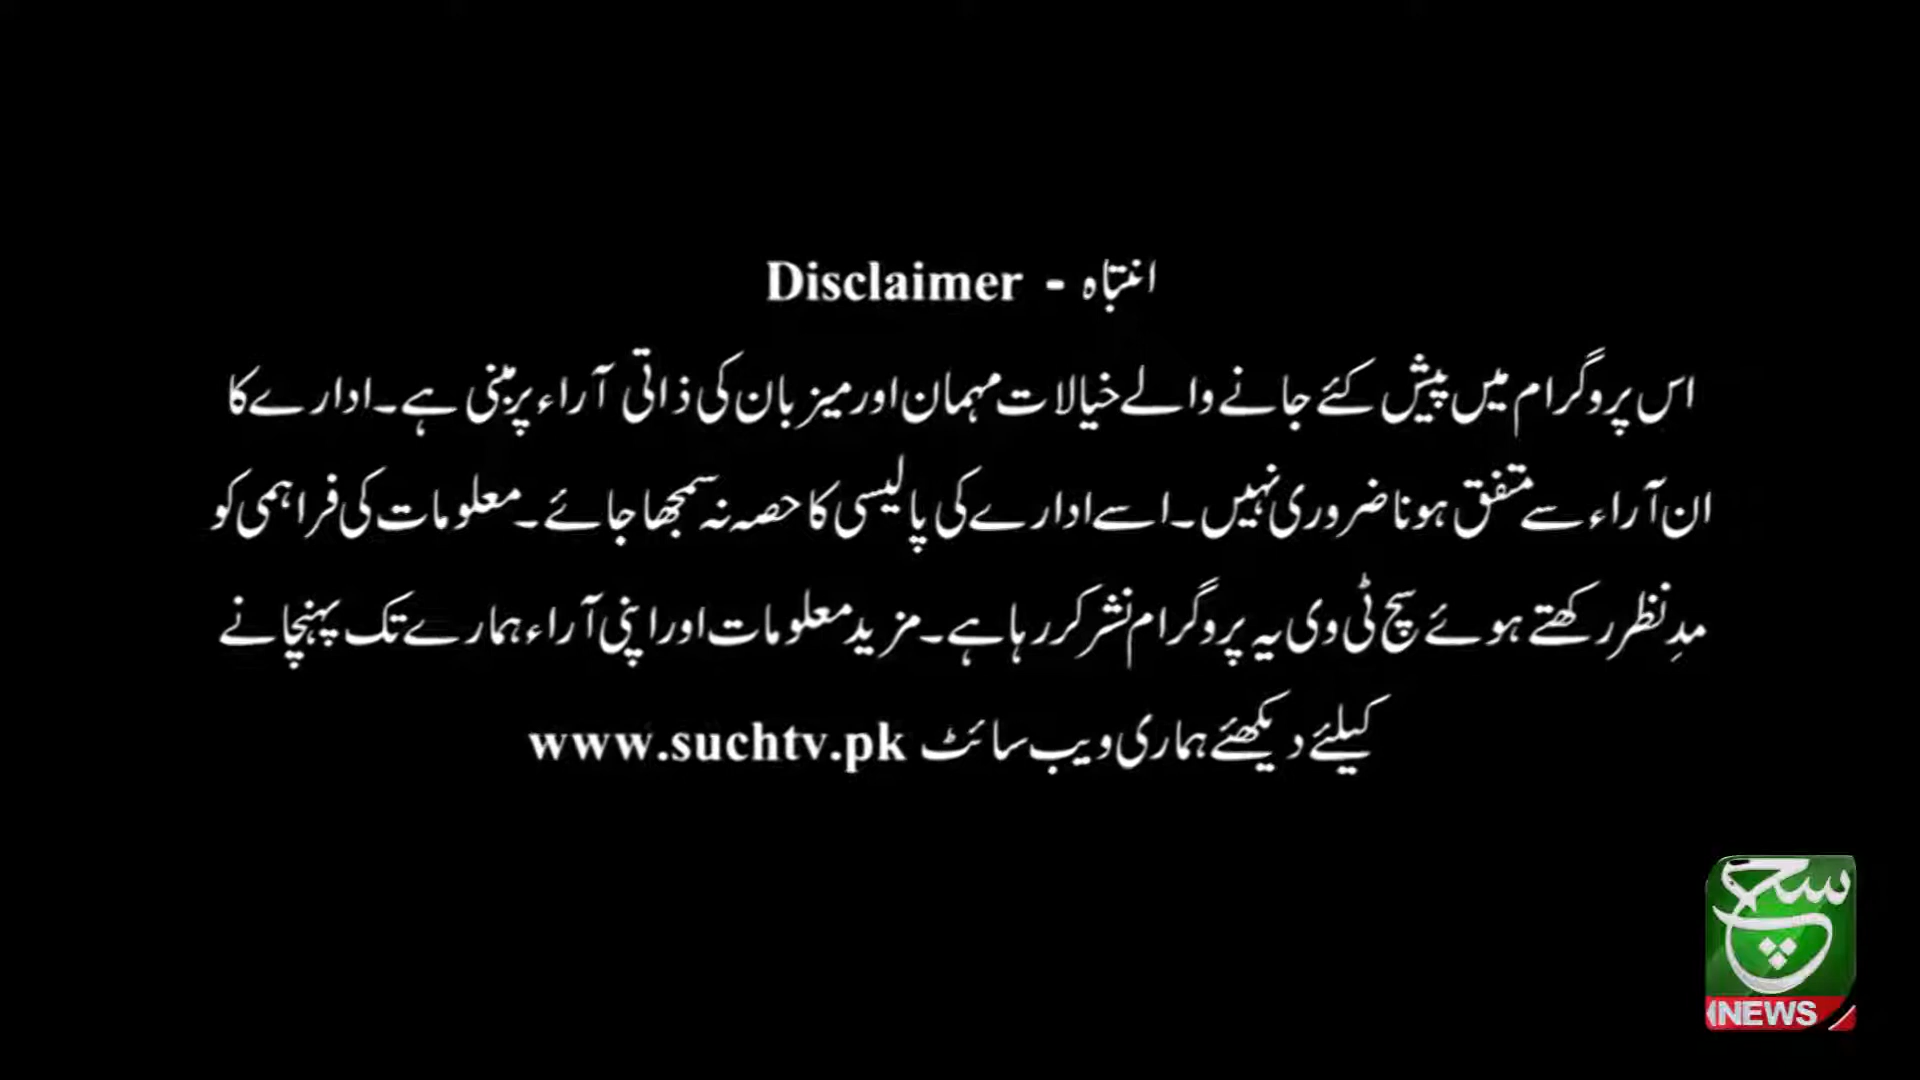 انتباہ - Disclaimer
اس پروگرام میں پیش کئے جانے والے خیالات مہمان اور میزبان کی ذاتی آراء پر مبنی ہے۔ ادارے کا
ان آراء سے متفق ہونا ضروری نہیں۔ اسے ادارے کی پالیسی کا حصہ نہ سمجھا جائے۔ معلومات کی فراہمی کو
مدِنظر رکھتے ہوئے سچ ٹی وی یہ پروگرام نشر کر رہا ہے۔ مزید معلومات اور اپنی آراء ہمارے تک پہنچانے
کیلئے دیکھئے ہماری ویب سائٹ www.suchtv.pk
سچ
NEWS